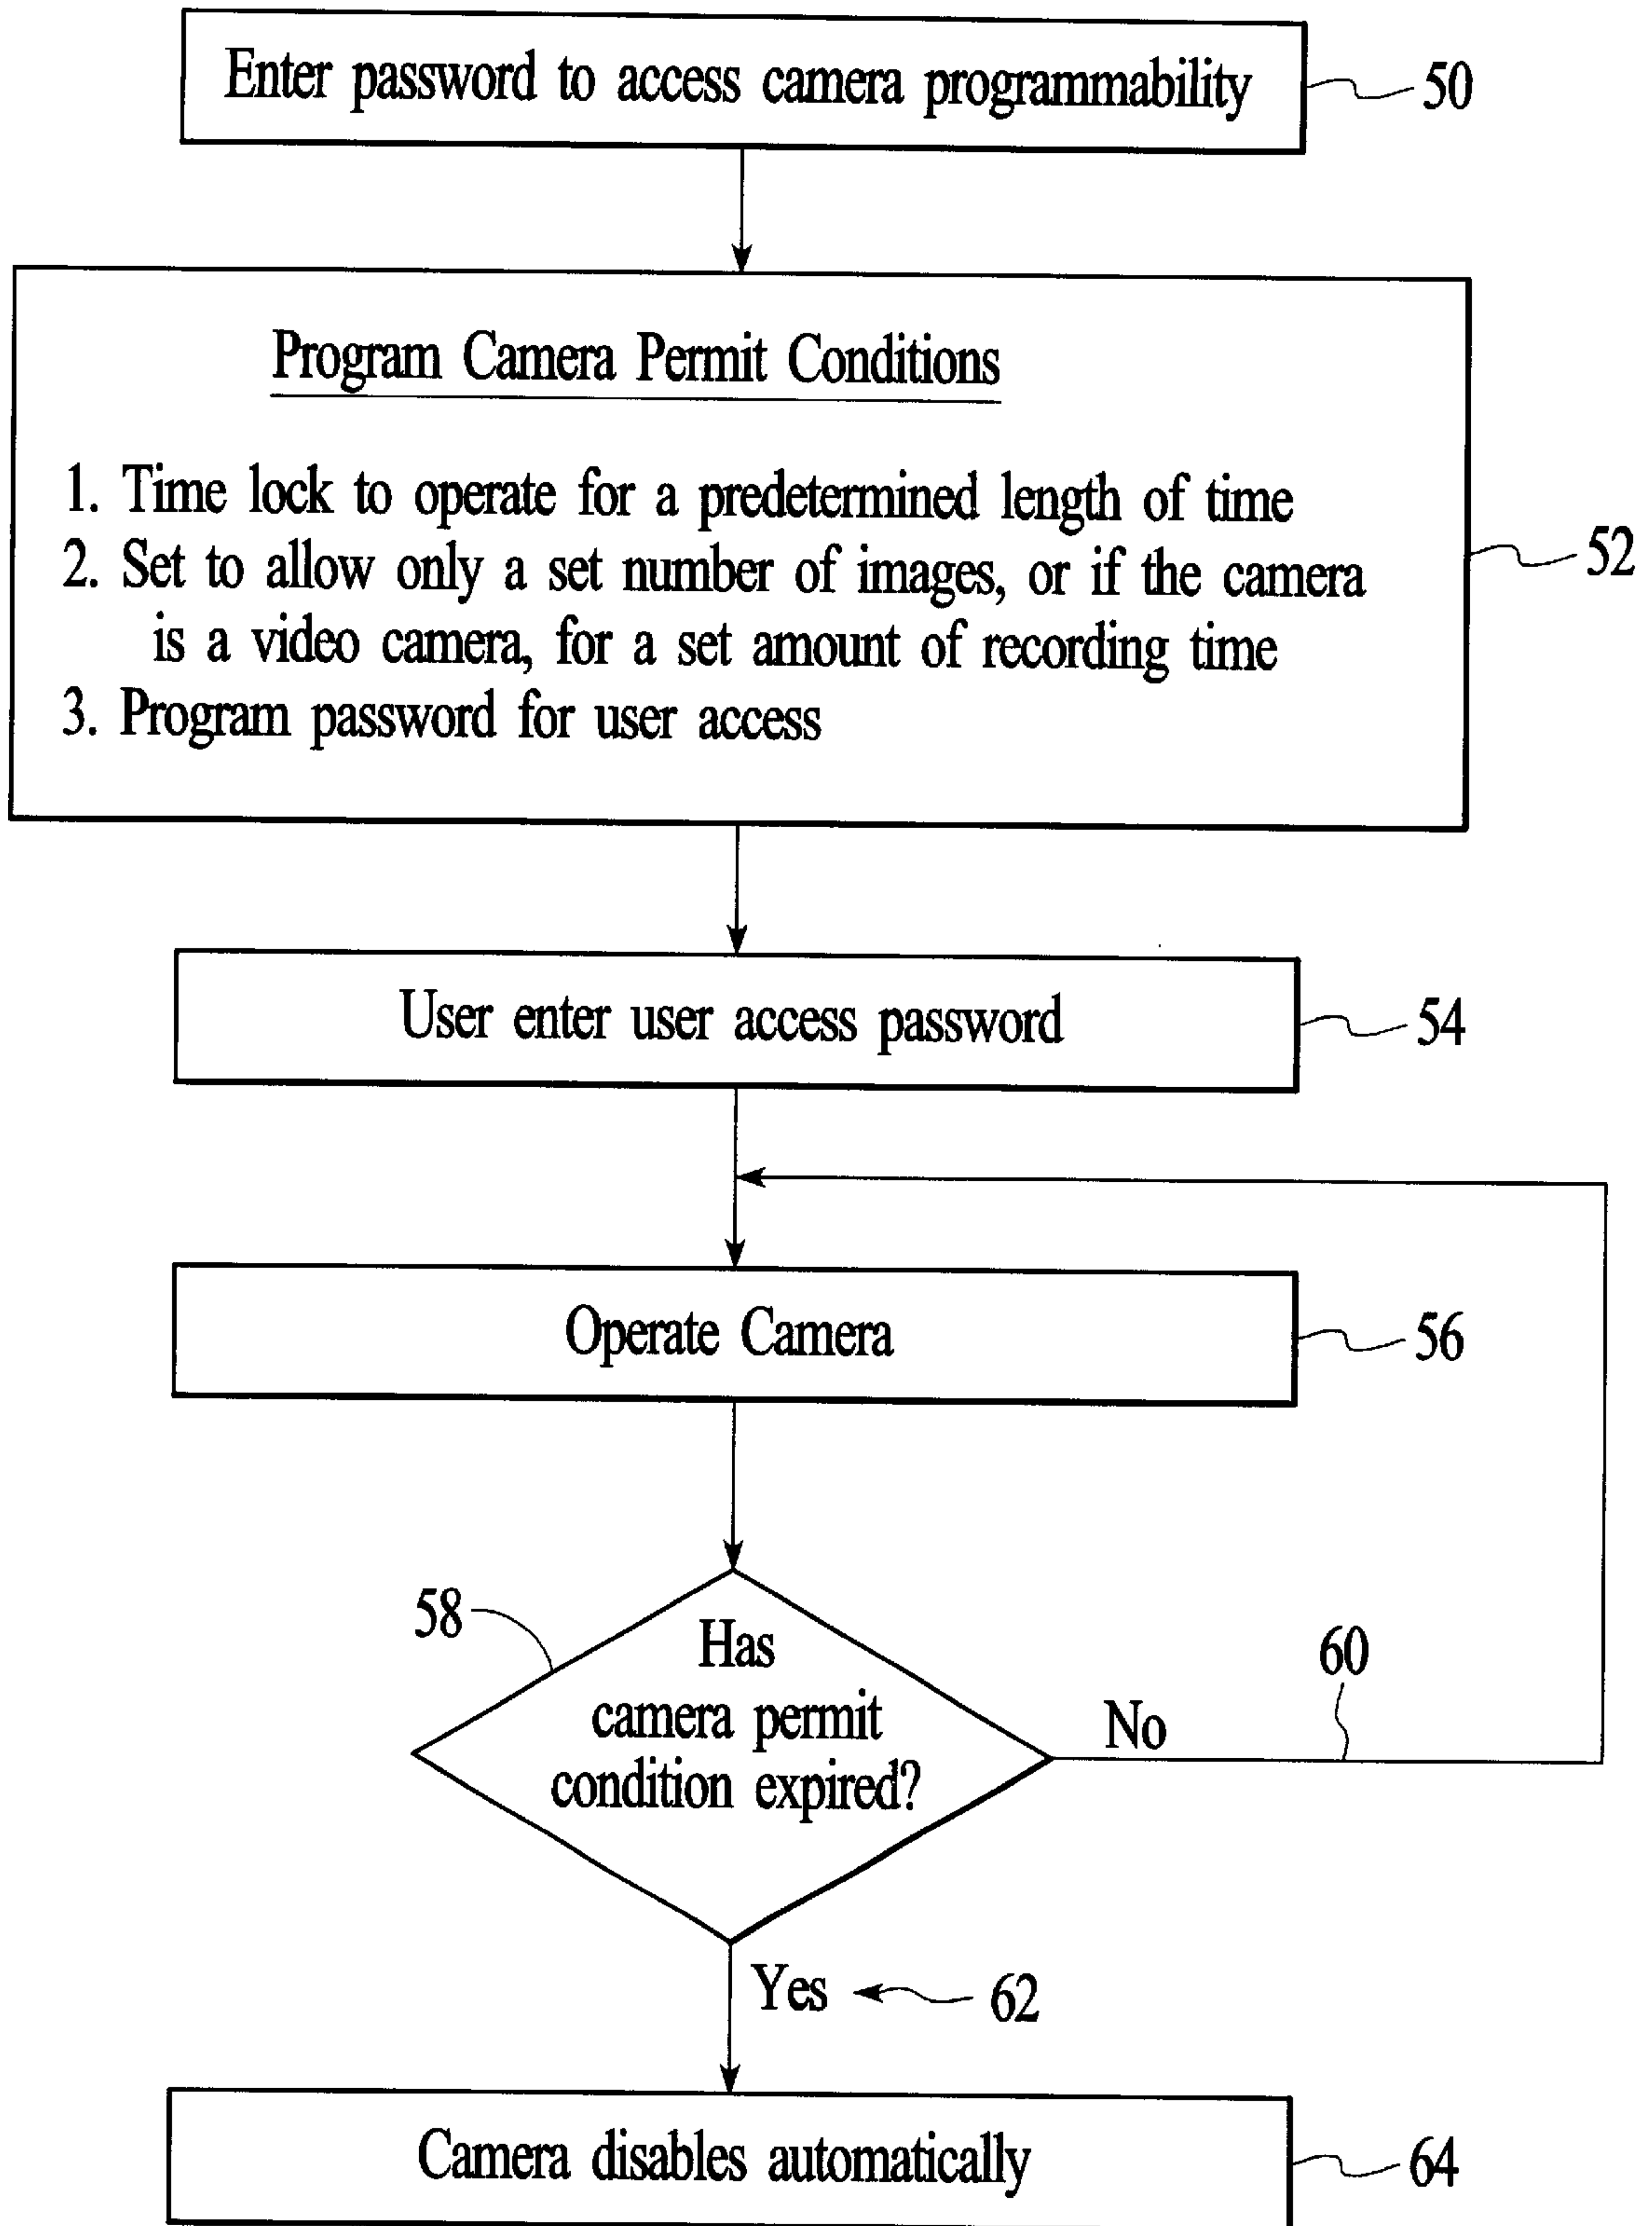 Enter password to access camera programmability
50
Program Camera Permit Conditions
1. Time lock to operate for a predetermined length of time
2. Set to allow only a set number of images, or if the camera
is a video camera, for a set amount of recording time
3. Program password for user access
52
User enter user access password
54
Operate Camera
56
58
Has
camera permit
condition expired?
No
60
Yes
62
Camera disables automatically
64